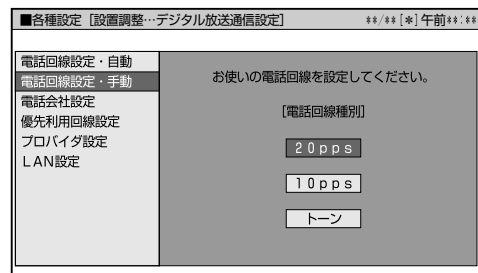 ■各種設定［設置調整…デジタル放送通信設定］ **/**[*]午前**:**
電話回線設定・自動
電話回線設定・手動
電話会社設定
優先利用回線設定
プロバイダ設定
ＬＡＮ設定
お使いの電話回線を設定してください。
［電話回線種別］
２０ｐｐｓ
１０ｐｐｓ
トーン